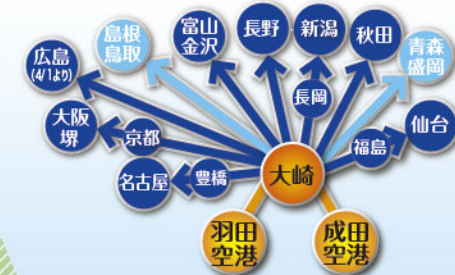 島根
鳥取
富山
金沢
長野
新潟
秋田
青森
盛岡
広島
(4/1より)
長岡
大阪
堺
京都
仙台
福島
名古屋
豊橋
大崎
羽田
空港
成田
空港